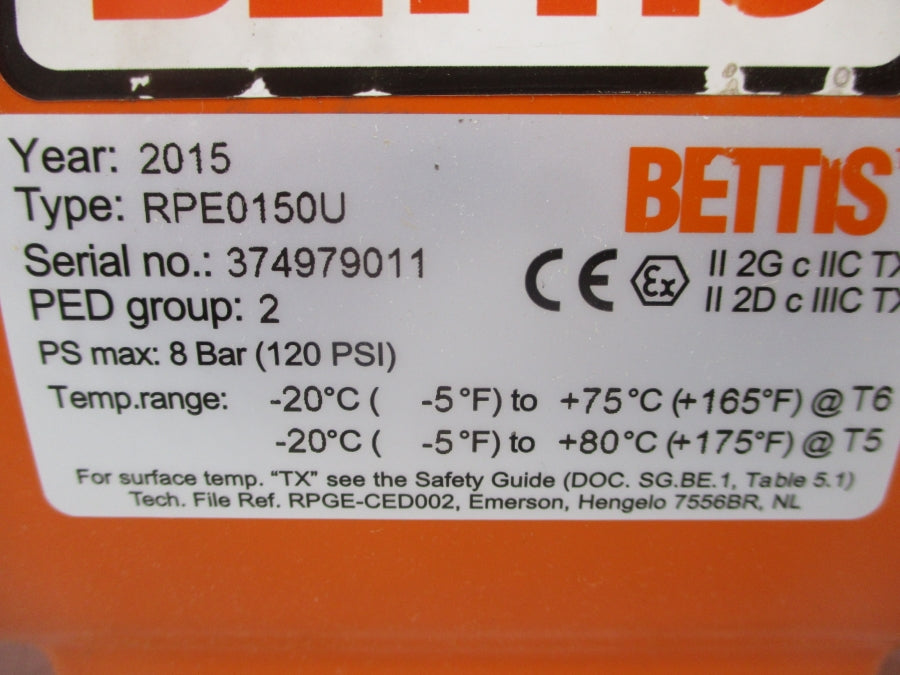 BETTIS
Year: 2015
Type: RPE0150U
BETTIS
Serial no.: 374979011
CE Ex II 2G c IIC TX
II 2D c IIIC TX
PED group: 2
PS max: 8 Bar (120 PSI)
Temp.range: -20°C ( -5°F) to +75°C (+165°F) @ T6
-20°C ( -5°F) to +80°C (+175°F) @ T5
For surface temp. "TX" see the Safety Guide (DOC. SG.BE.1, Table 5.1)
Tech. File Ref. RPGE-CED002, Emerson, Hengelo 7556BR, NL